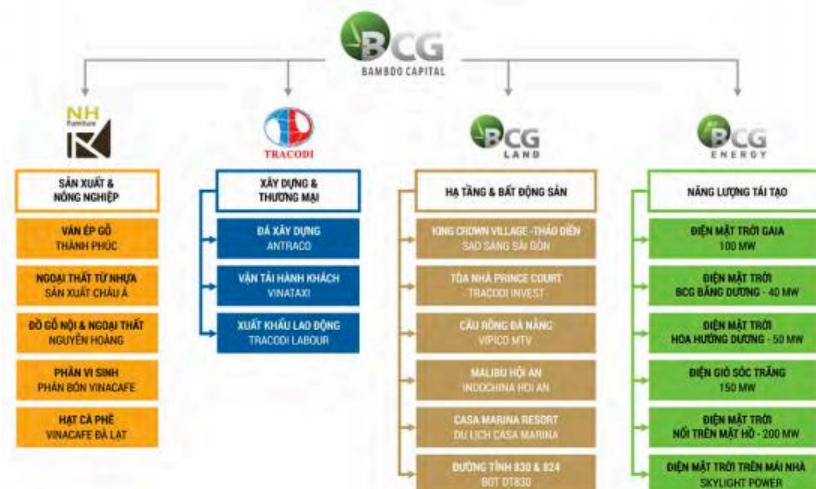 BCG
BAMBOO CAPITAL
NH
Furniture
SẢN XUẤT &
NÔNG NGHIỆP
VÁN ÉP GỖ
THÀNH PHÚC
NGOẠI THẤT TỪ NHỰA
SẢN XUẤT CHÂU Á
ĐỒ GỖ NỘI & NGOẠI THẤT
NGUYỄN HOÀNG
PHÂN VI SINH
PHÂN BÓN VINACAFE
HẠT CÀ PHÊ
VINACAFE ĐÀ LẠT
TRACODI
XÂY DỰNG &
THƯƠNG MẠI
ĐÁ XÂY DỰNG
ANTRACO
VẬN TẢI HÀNH KHÁCH
VINATAXI
XUẤT KHẨU LAO ĐỘNG
TRACODI LABOUR
BCG
LAND
HẠ TẦNG & BẤT ĐỘNG SẢN
KING CROWN VILLAGE -THẢO ĐIỀN
SAO SÁNG SÀI GÒN
TÒA NHÀ PRINCE COURT
TRACODI INVEST
CẦU RỒNG ĐÀ NẴNG
VIPICO MTV
MALIBU HỘI AN
INDOCHINA HOI AN
CASA MARINA RESORT
DU LỊCH CASA MARINA
ĐƯỜNG TỈNH 830 & 824
BOT DT830
BCG
ENERGY
NĂNG LƯỢNG TÁI TẠO
ĐIỆN MẶT TRỜI GAIA
100 MW
ĐIỆN MẶT TRỜI
BCG BĂNG DƯƠNG - 40 MW
ĐIỆN MẶT TRỜI
HOA HƯỚNG DƯƠNG - 50 MW
ĐIỆN GIÓ SÓC TRĂNG
150 MW
ĐIỆN MẶT TRỜI
NỔI TRÊN MẶT HỒ - 200 MW
ĐIỆN MẶT TRỜI TRÊN MÁI NHÀ
SKYLIGHT POWER